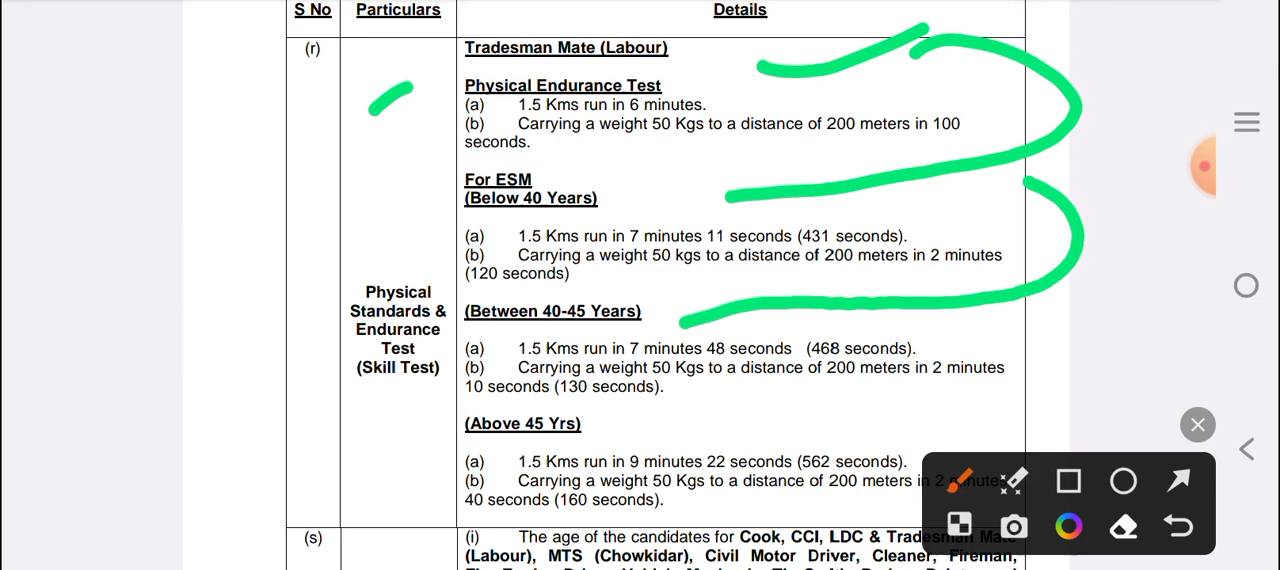 S No Particulars Details
(r) Tradesman Mate (Labour)
Physical Endurance Test
(a) 1.5 Kms run in 6 minutes.
(b) Carrying a weight 50 Kgs to a distance of 200 meters in 100
seconds.
For ESM
(Below 40 Years)
(a) 1.5 Kms run in 7 minutes 11 seconds (431 seconds).
(b) Carrying a weight 50 kgs to a distance of 200 meters in 2 minutes
(120 seconds)
Physical
Standards &
Endurance
Test
(Skill Test)
(Between 40-45 Years)
(a) 1.5 Kms run in 7 minutes 48 seconds (468 seconds).
(b) Carrying a weight 50 Kgs to a distance of 200 meters in 2 minutes
10 seconds (130 seconds).
(Above 45 Yrs)
(a) 1.5 Kms run in 9 minutes 22 seconds (562 seconds).
(b) Carrying a weight 50 Kgs to a distance of 200 meters in 2 minutes
40 seconds (160 seconds).
(s) (i) The age of the candidates for Cook, CCI, LDC & Tradesman Mate
(Labour), MTS (Chowkidar), Civil Motor Driver, Cleaner, Fireman,